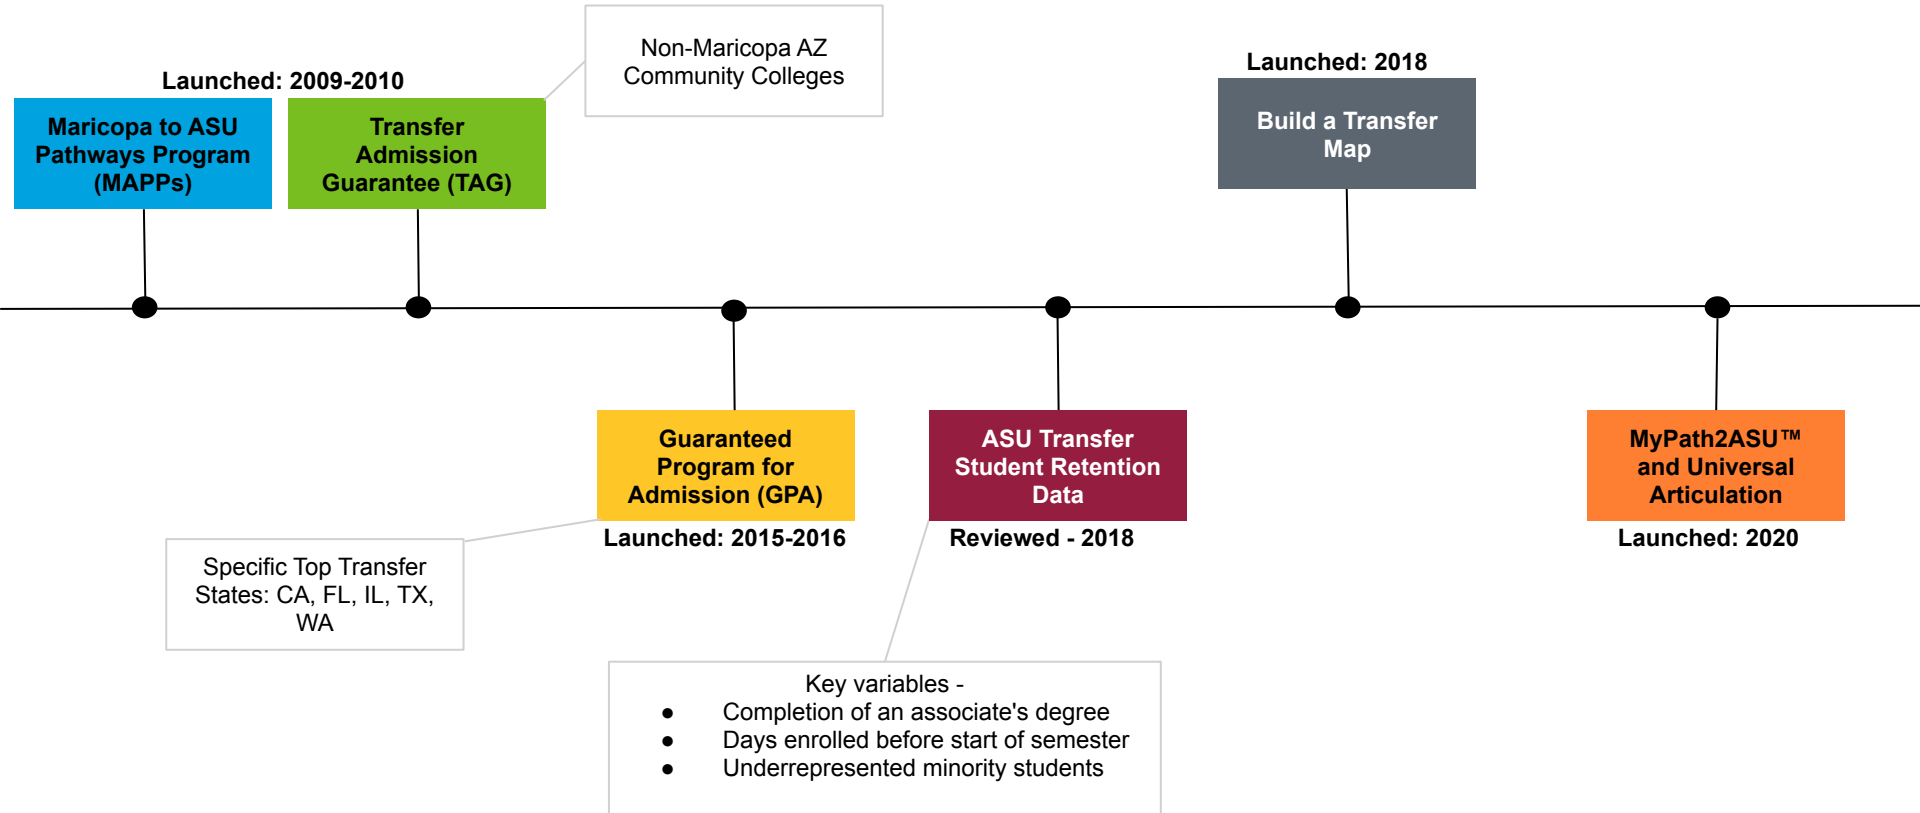 Launched: 2009-2010
Maricopa to ASU
Pathways Program
(MAPPs)
Transfer
Admission
Guarantee (TAG)
Non-Maricopa AZ
Community Colleges
Launched: 2018
Build a Transfer
Map
Guaranteed
Program for
Admission (GPA)
Launched: 2015-2016
Specific Top Transfer
States: CA, FL, IL, TX,
WA
ASU Transfer
Student Retention
Data
Reviewed - 2018
Key variables -
● Completion of an associate's degree
● Days enrolled before start of semester
● Underrepresented minority students
MyPath2ASU™
and Universal
Articulation
Launched: 2020